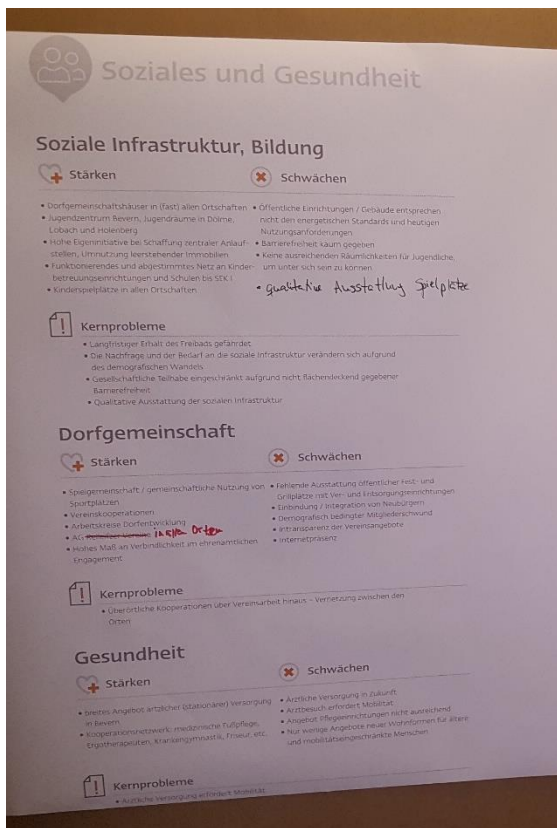 Soziales und Gesundheit
Soziale Infrastruktur, Bildung
Stärken
• Dorfgemeinschaftshäuser in (fast) allen Ortschaften
• Jugendzentrum Bevern, Jugendräume in Dölme,
Lobach und Holenberg
• Hohe Eigeninitiative bei Schaffung zentraler Anlauf-
stellen, Umnutzung leerstehender Immobilien
• Funktionierendes und abgestimmtes Netz an Kinder-
betreuungseinrichtungen und Schulen bis SEK I
• Kinderspielplätze in allen Ortschaften
Schwächen
• Öffentliche Einrichtungen / Gebäude entsprechen
nicht den energetischen Standards und heutigen
Nutzungsanforderungen
• Barrierefreiheit kaum gegeben
• Keine ausreichenden Räumlichkeiten für Jugendliche,
um unter sich sein zu können
• qualitative Ausstattung Spielplätze
Kernprobleme
• Langfristiger Erhalt des Freibads gefährdet
• Die Nachfrage und der Bedarf an die soziale Infrastruktur verändern sich aufgrund
des demografischen Wandels
• Gesellschaftliche Teilhabe eingeschränkt aufgrund nicht flächendeckend gegebener
Barrierefreiheit
• Qualitative Ausstattung der sozialen Infrastruktur
Dorfgemeinschaft
Stärken
• Spielgemeinschaft / gemeinschaftliche Nutzung von
Sportplätzen
• Vereinskooperationen
• Arbeitskreise Dorfentwicklung
• AG in allen Orten
• Hohes Maß an Verbindlichkeit im ehrenamtlichen
Engagement
Schwächen
• Fehlende Ausstattung öffentlicher Fest- und
Grillplätze mit Ver- und Entsorgungseinrichtungen
• Einbindung / Integration von Neubürgern
• Demografisch bedingter Mitgliederschwund
• Intransparenz der Vereinsangebote
• Internetpräsenz
Kernprobleme
• Überörtliche Kooperationen über Vereinsarbeit hinaus – Vernetzung zwischen den
Orten
Gesundheit
Stärken
• breites Angebot ärtzlicher (stationärer) Versorgung
in Bevern
• Kooperationsnetzwerk: medizinische Fußpflege,
Ergotherapeuten, Krankengymnastik, Friseur, etc.
Schwächen
• Ärztliche Versorgung in Zukunft
• Arztbesuch erfordert Mobilität
• Angebot Pflegeeinrichtungen nicht ausreichend
• Nur wenige Angebote neuer Wohnformen für ältere
und mobilitätseingeschränkte Menschen
Kernprobleme
• Ärztliche Versorgung erfordert Mobilität